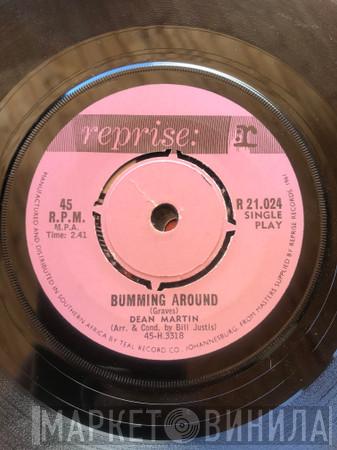 reprise:
r
45
R.P.M.
M.P.A.
Time: 2.41
R 21.024
SINGLE
PLAY
BUMMING AROUND
(Graves)
DEAN MARTIN
(Arr. & Cond. by Bill Justis)
45-H.3318
MANUFACTURED AND DISTRIBUTED IN SOUTHERN AFRICA BY TEAL RECORD CO. JOHANNESBURG, FROM MASTERS SUPPLIED BY REPRISE RECORDS
МАРКЕТ ВИНИЛА